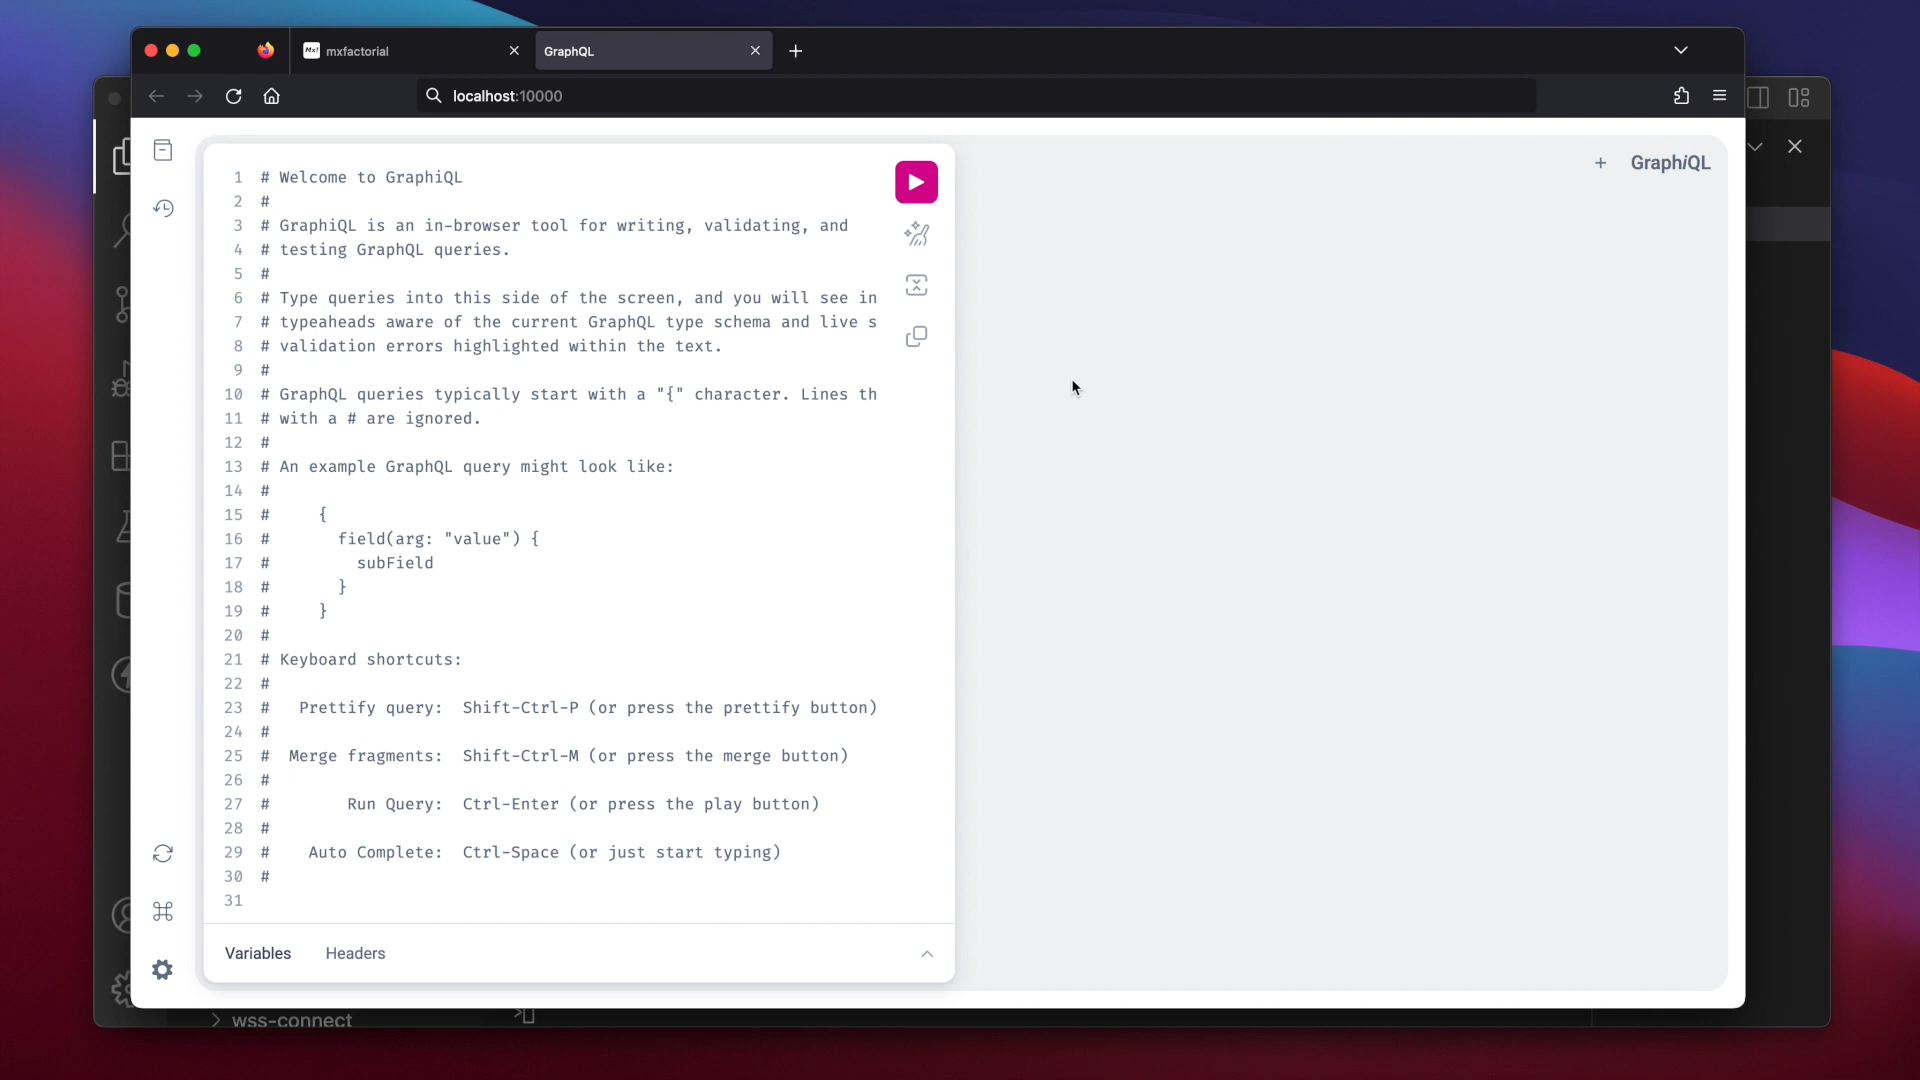 mxfactorial
GraphQL
localhost:10000
GraphiQL
1 # Welcome to GraphiQL
2 #
3 # GraphiQL is an in-browser tool for writing, validating, and
4 # testing GraphQL queries.
5 #
6 # Type queries into this side of the screen, and you will see in
7 # typeaheads aware of the current GraphQL type schema and live s
8 # validation errors highlighted within the text.
9 #
10 # GraphQL queries typically start with a "{" character. Lines th
11 # with a # are ignored.
12 #
13 # An example GraphQL query might look like:
14 #
15 #     {
16 #       field(arg: "value") {
17 #         subField
18 #       }
19 #     }
20 #
21 # Keyboard shortcuts:
22 #
23 #   Prettify query:  Shift-Ctrl-P (or press the prettify button)
24 #
25 #  Merge fragments:  Shift-Ctrl-M (or press the merge button)
26 #
27 #        Run Query:  Ctrl-Enter (or press the play button)
28 #
29 #    Auto Complete:  Ctrl-Space (or just start typing)
30 #
31
Variables Headers
wss-connect